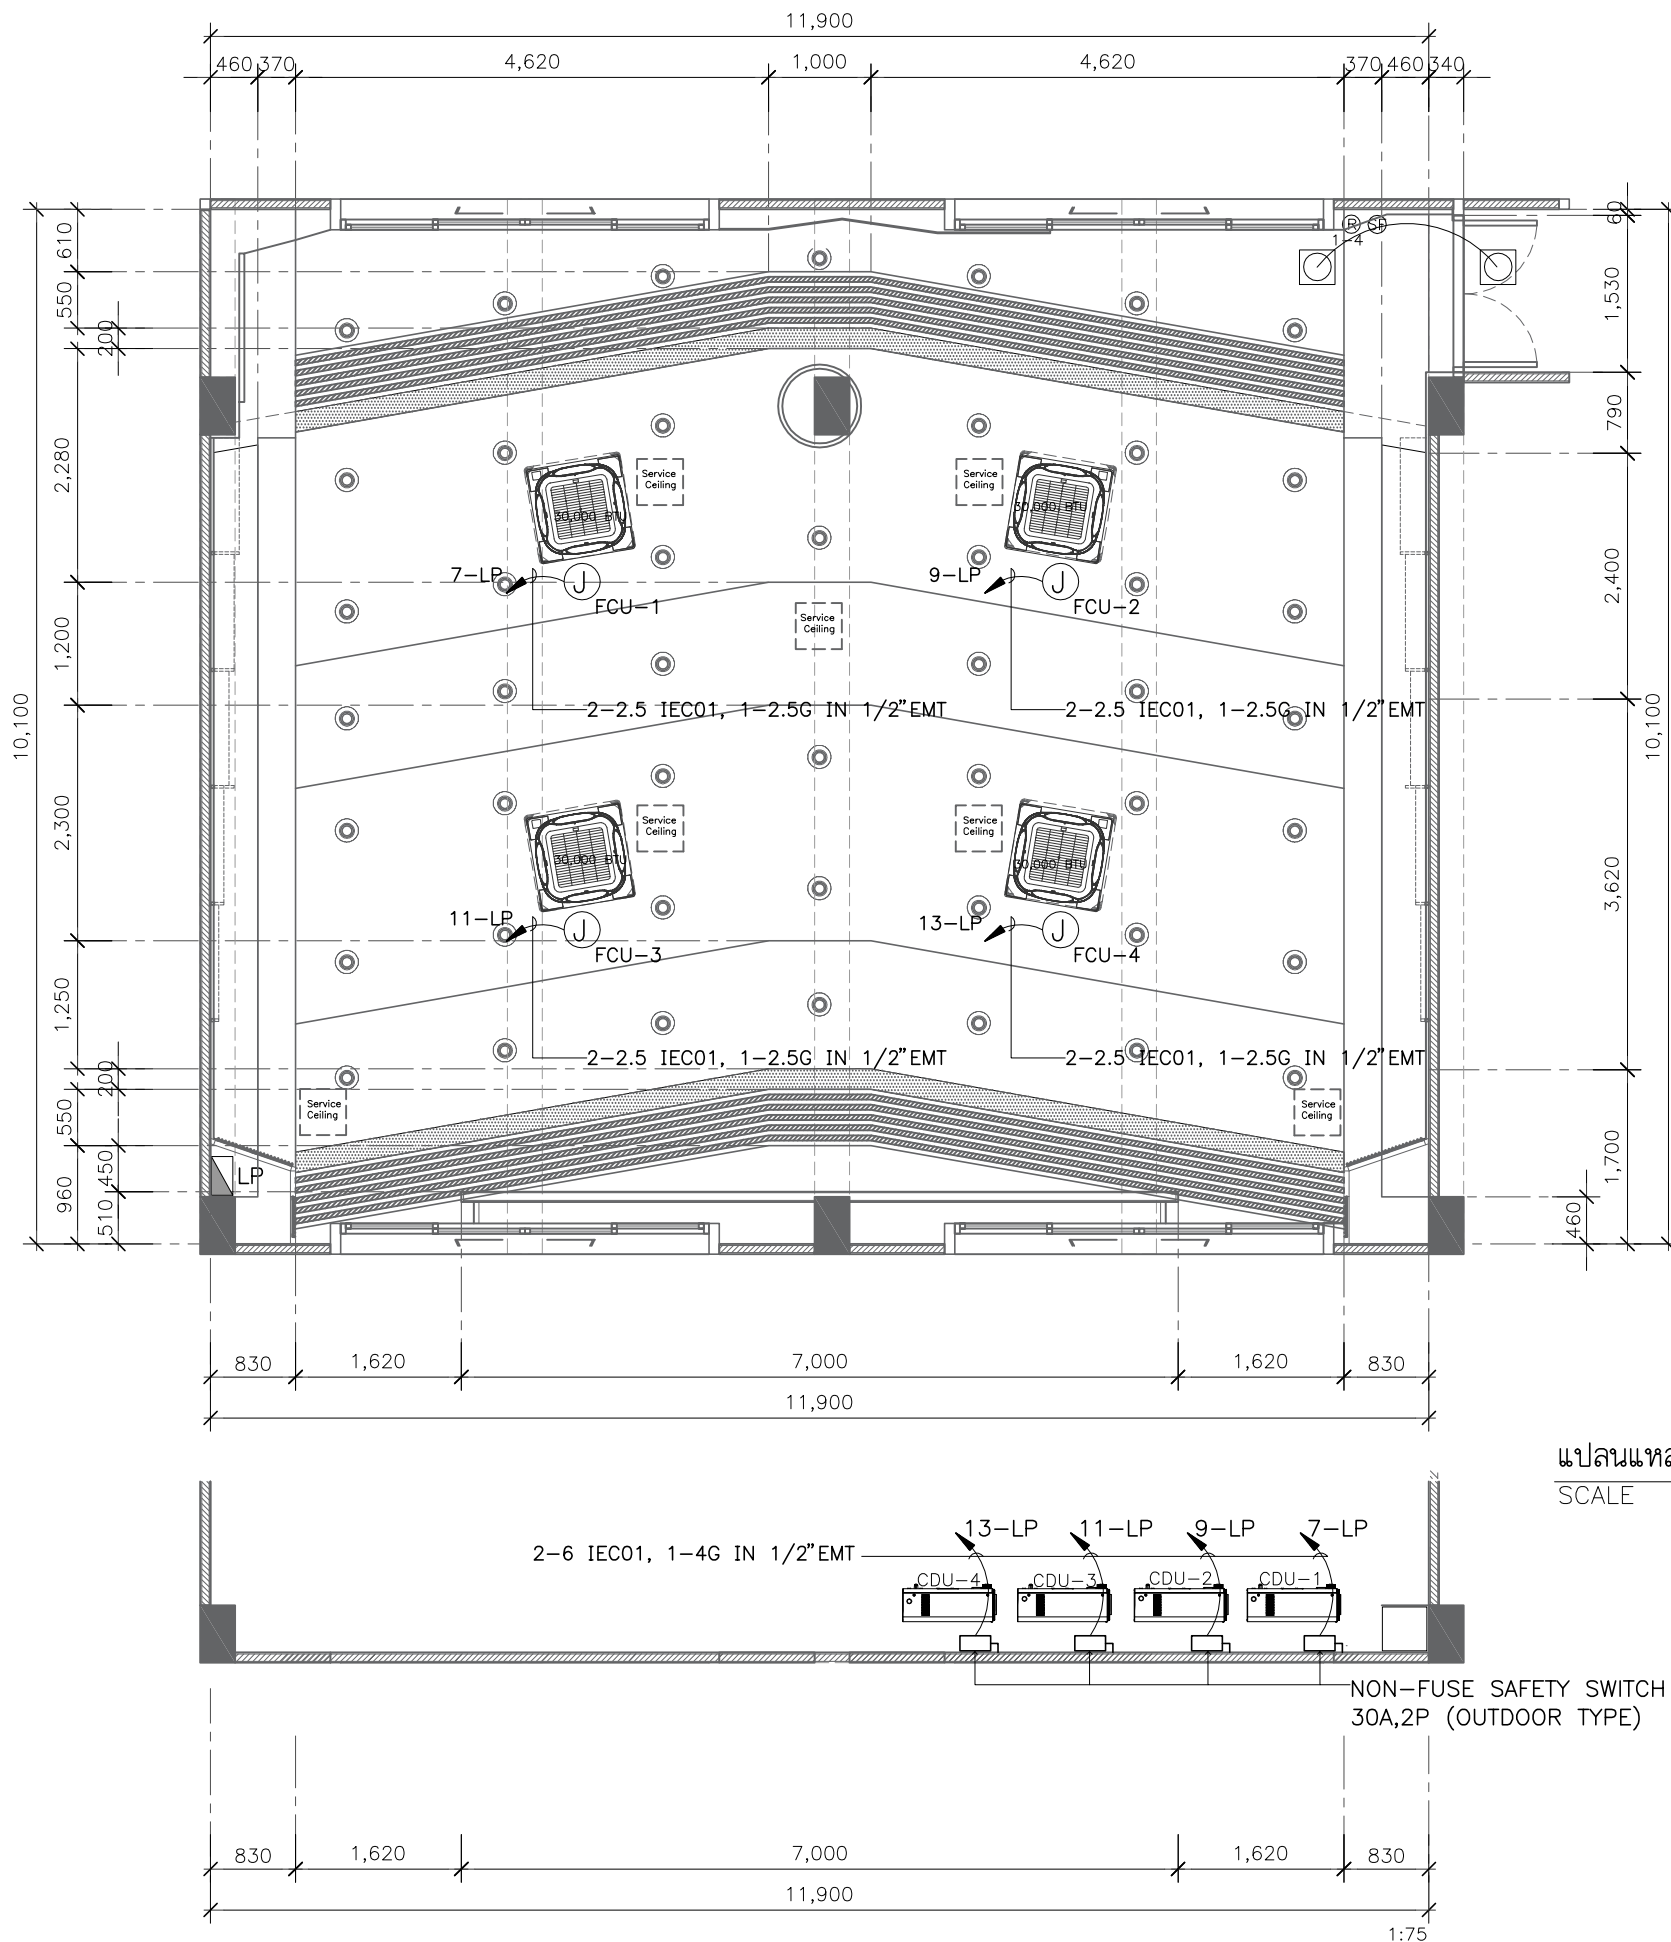 11,900
460 370 4,620 1,000 4,620 370 460 340
610
550
200
2,280
1,200
2,300
1,250
200
550
450
960
510
10,100
60
1,530
790
2,400
3,620
1,700
460
10,100
R SF
1-4
Service
Ceiling
Service
Ceiling
30,000 BTU
30,000 BTU
7-LP J
FCU-1
9-LP J
FCU-2
Service
Ceiling
2-2.5 IEC01, 1-2.5G IN 1/2"EMT
2-2.5 IEC01, 1-2.5G IN 1/2"EMT
Service
Ceiling
Service
Ceiling
30,000 BTU
30,000 BTU
11-LP J
FCU-3
13-LP J
FCU-4
2-2.5 IEC01, 1-2.5G IN 1/2"EMT
2-2.5 IEC01, 1-2.5G IN 1/2"EMT
Service
Ceiling
Service
Ceiling
LP
830 1,620 7,000 1,620 830
11,900
SCALE
13-LP 11-LP 9-LP 7-LP
2-6 IEC01, 1-4G IN 1/2"EMT
CDU-4 CDU-3 CDU-2 CDU-1
NON-FUSE SAFETY SWITCH
30A,2P (OUTDOOR TYPE)
830 1,620 7,000 1,620 830
11,900
1:75